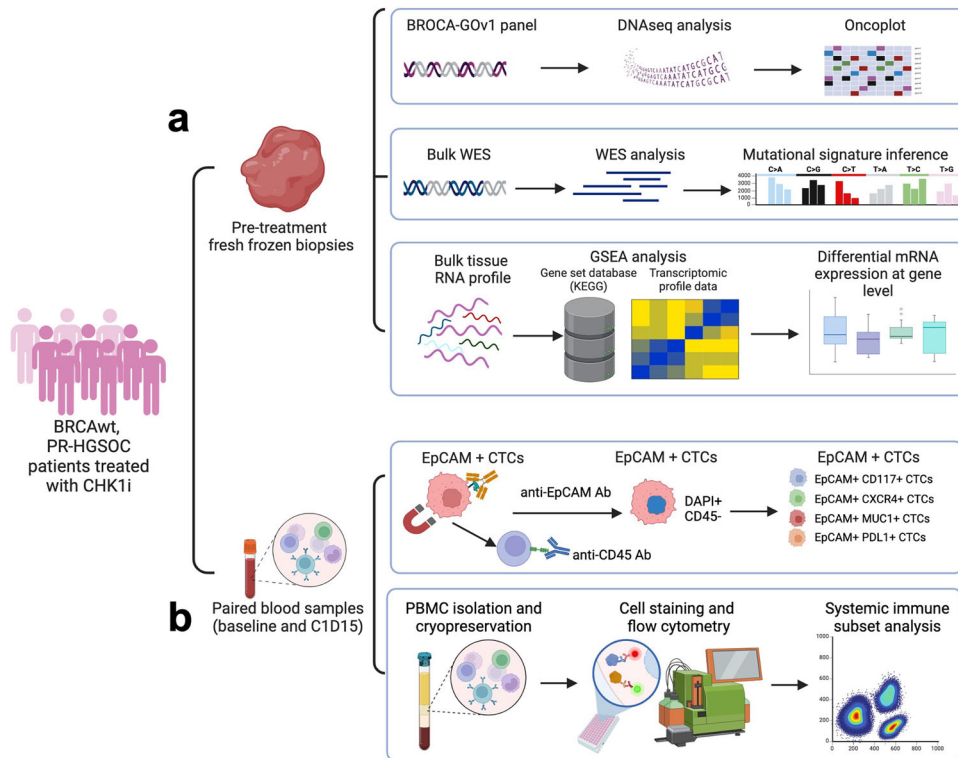 a
BROCA-GOv1 panel
DNAseq analysis
Oncoplot
Bulk WES
WES analysis
Mutational signature inference
C>A C>G C>T T>A T>C T>G
4000
3000
2000
1000
0
Pre-treatment
fresh frozen biopsies
Bulk tissue
RNA profile
GSEA analysis
Gene set database
(KEGG)
Transcriptomic
profile data
Differential mRNA
expression at gene
level
BRCAwt,
PR-HGSOC
patients treated
with CHK1i
b
Paired blood samples
(baseline and C1D15)
EpCAM + CTCs
anti-EpCAM Ab
anti-CD45 Ab
EpCAM + CTCs
DAPI+
CD45-
EpCAM + CTCs
EpCAM+ CD117+ CTCs
EpCAM+ CXCR4+ CTCs
EpCAM+ MUC1+ CTCs
EpCAM+ PDL1+ CTCs
PBMC isolation and
cryopreservation
Cell staining and
flow cytometry
Systemic immune
subset analysis
1000
800
600
400
200
0
0 200 400 600 800 1000